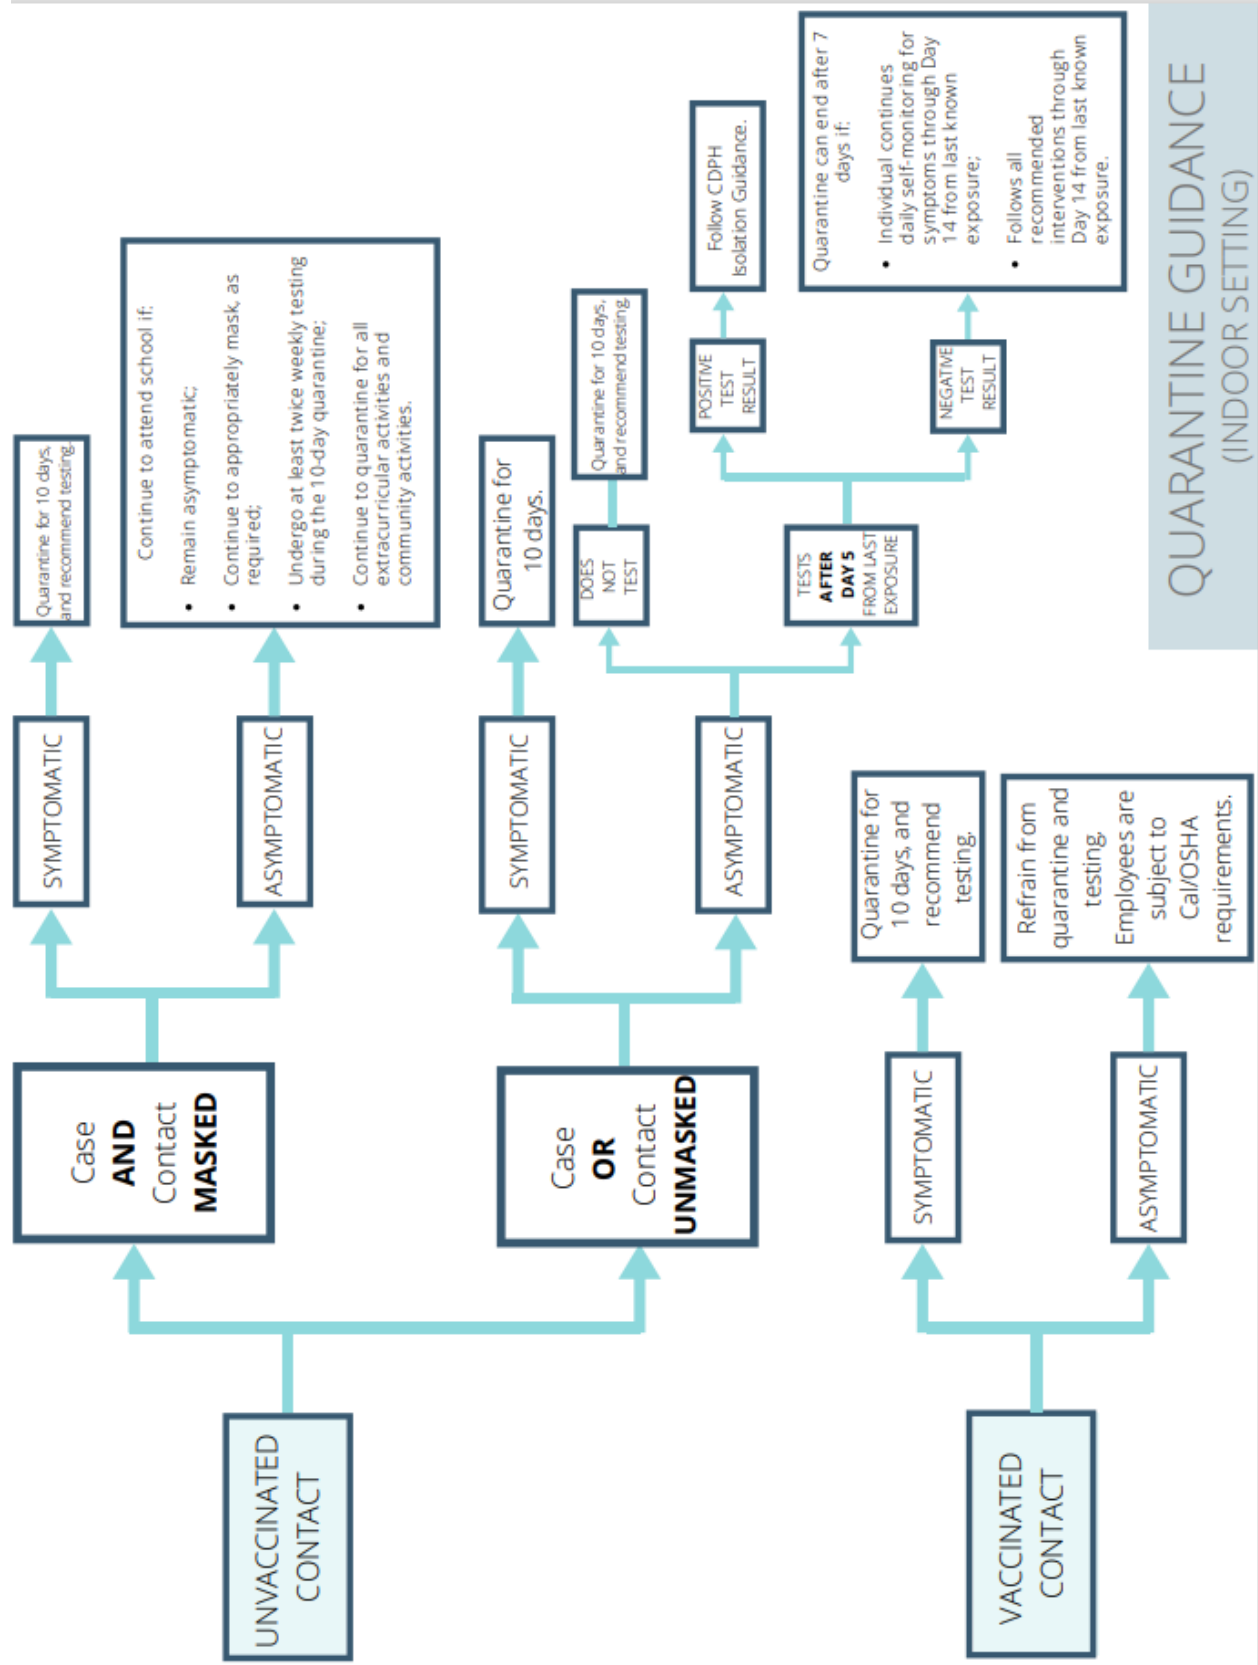 UNVACCINATED
CONTACT
Case
AND
Contact
MASKED
SYMPTOMATIC
Quarantine for 10 days,
and recommend testing.
ASYMPTOMATIC
Continue to attend school if:
• Remain asymptomatic;
• Continue to appropriately mask, as
required;
• Undergo at least twice weekly testing
during the 10-day quarantine;
• Continue to quarantine for all
extracurricular activities and
community activities.
Case
OR
Contact
UNMASKED
SYMPTOMATIC
Quarantine for
10 days.
ASYMPTOMATIC
DOES
NOT
TEST
Quarantine for 10 days,
and recommend testing.
TESTS
AFTER
DAY 5
FROM LAST
EXPOSURE
POSITIVE
TEST
RESULT
Follow CDPH
Isolation Guidance.
NEGATIVE
TEST
RESULT
Quarantine can end after 7
days if:
• Individual continues
daily self-monitoring for
symptoms through Day
14 from last known
exposure;
• Follows all
recommended
interventions through
Day 14 from last known
exposure.
VACCINATED
CONTACT
SYMPTOMATIC
Quarantine for
10 days, and
recommend
testing.
ASYMPTOMATIC
Refrain from
quarantine and
testing.
Employees are
subject to
Cal/OSHA
requirements.
QUARANTINE GUIDANCE
(INDOOR SETTING)